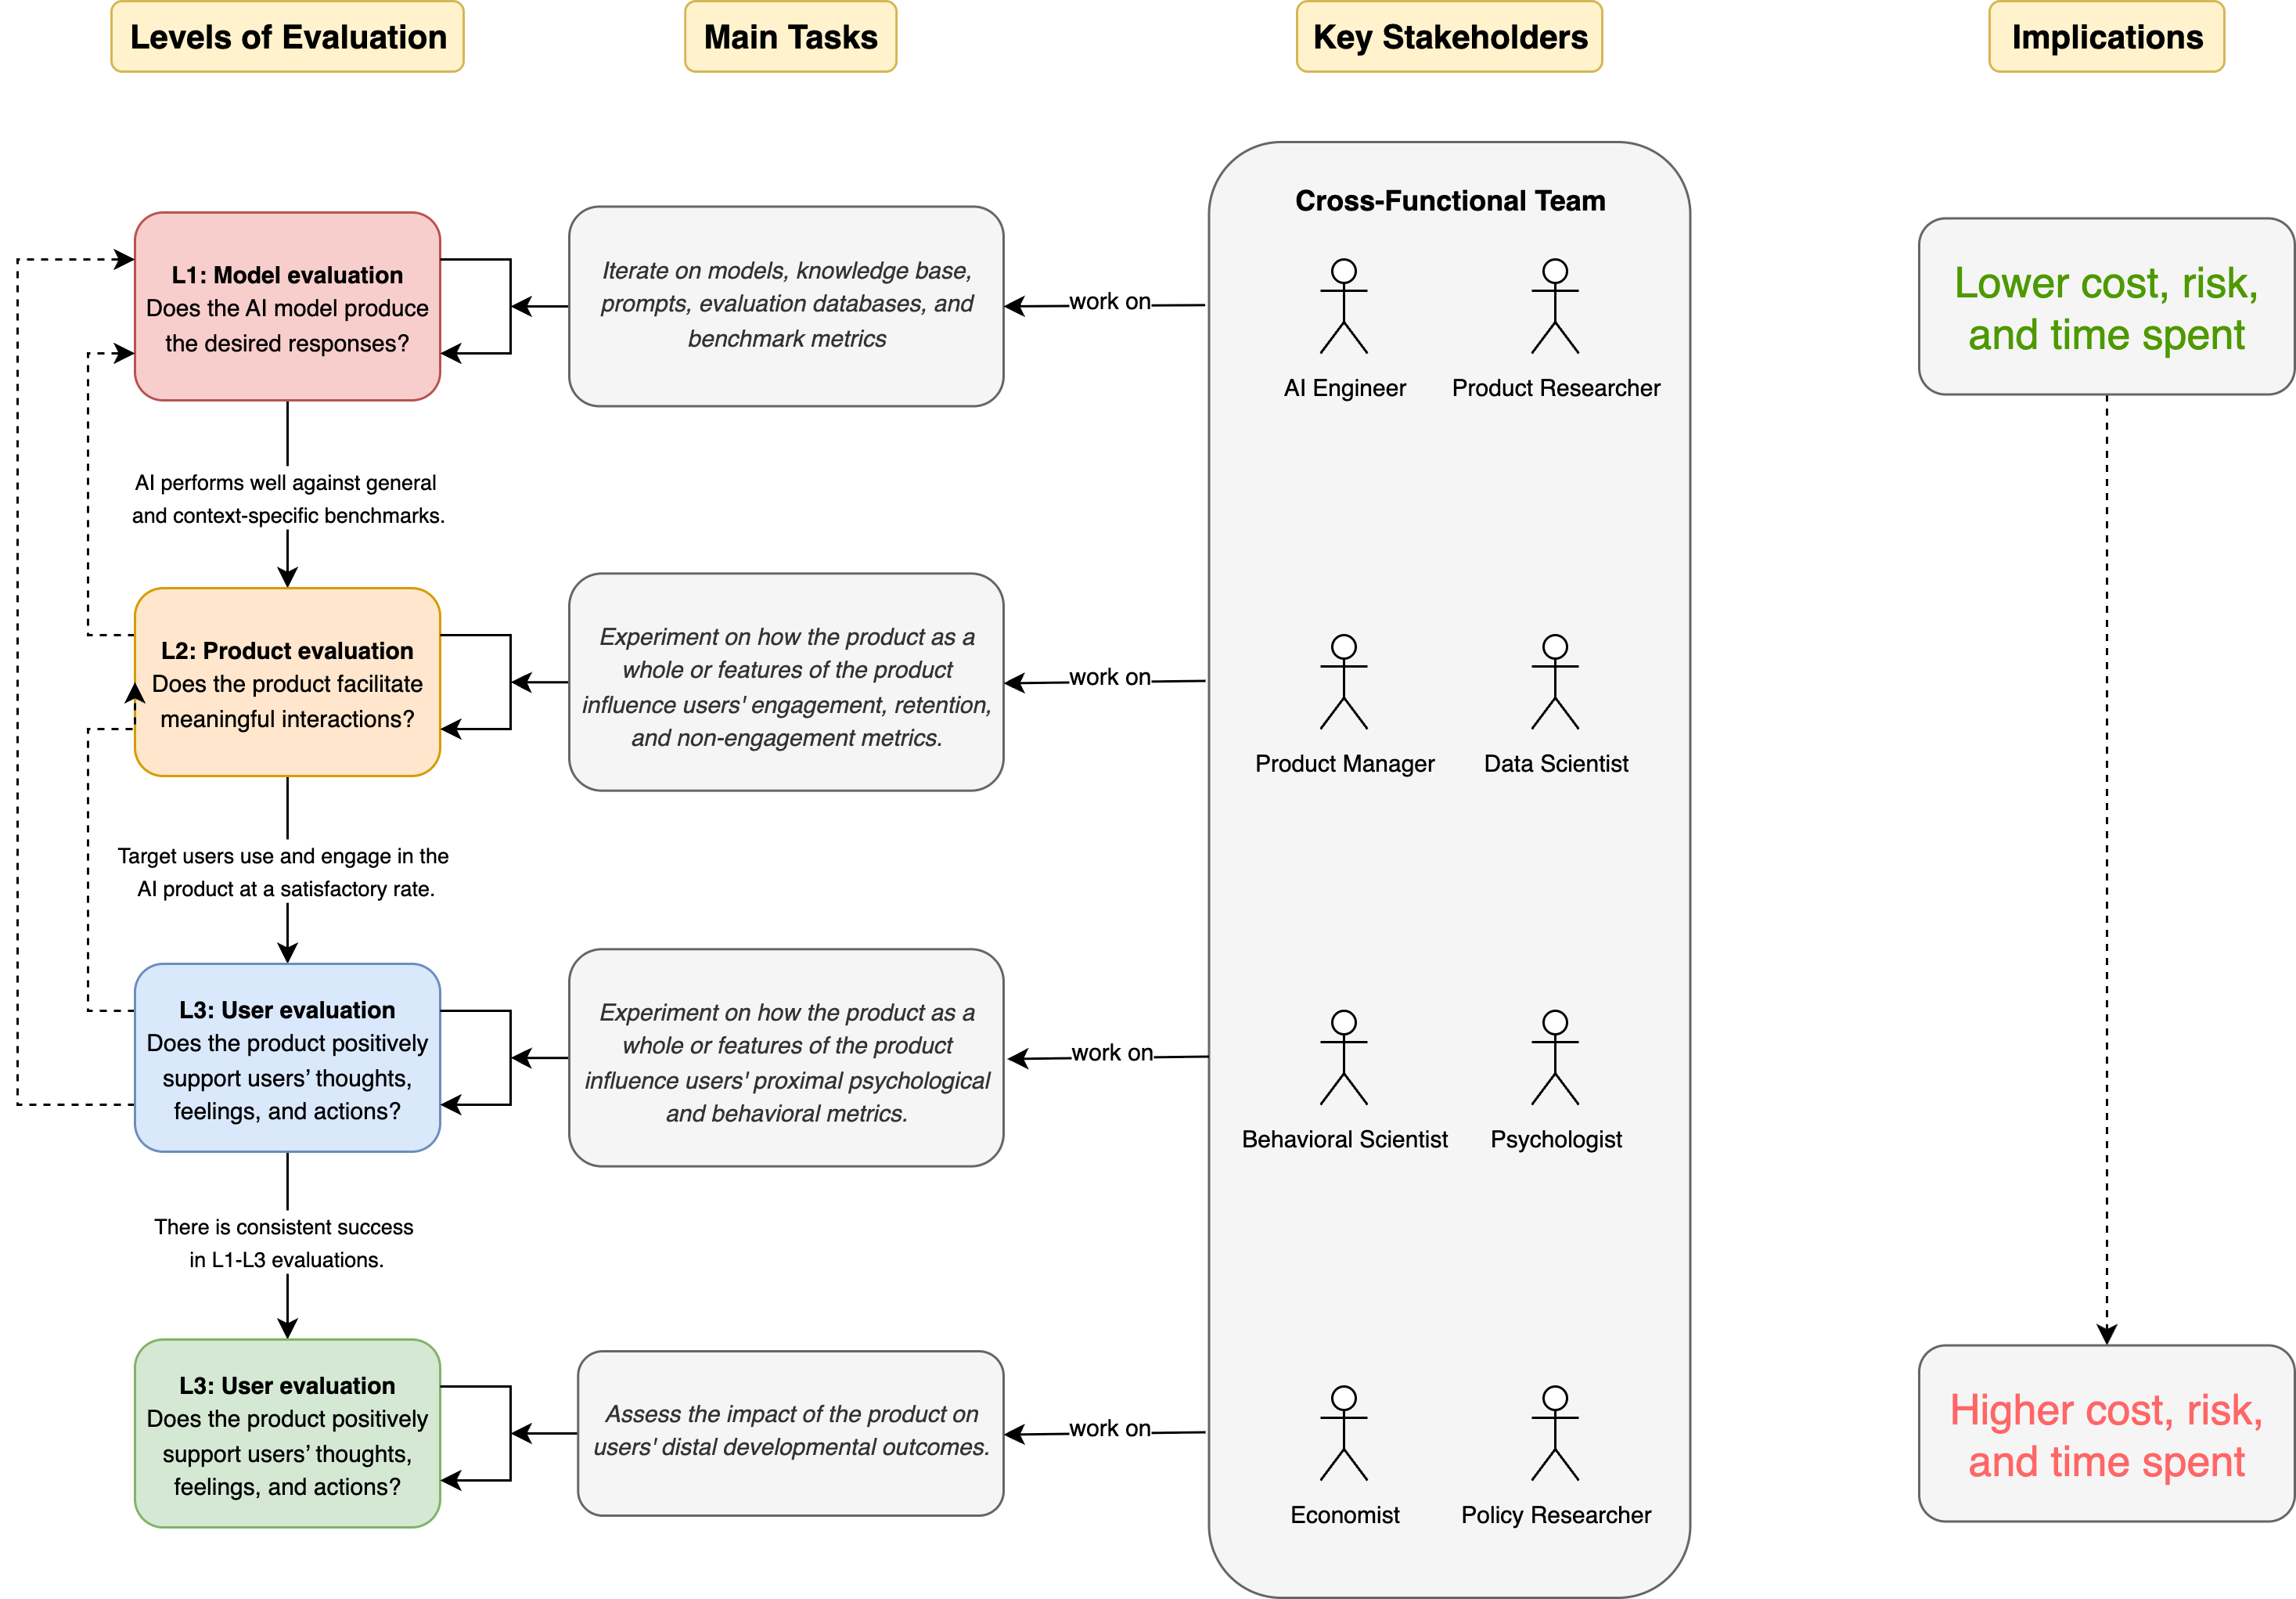 Levels of Evaluation
Main Tasks
Key Stakeholders
Implications
L1: Model evaluation
Does the AI model produce
the desired responses?
Iterate on models, knowledge base,
prompts, evaluation databases, and
benchmark metrics
work on
Cross-Functional Team
AI Engineer
Product Researcher
Lower cost, risk,
and time spent
AI performs well against general
and context-specific benchmarks.
L2: Product evaluation
Does the product facilitate
meaningful interactions?
Experiment on how the product as a
whole or features of the product
influence users' engagement, retention,
and non-engagement metrics.
work on
Product Manager
Data Scientist
Target users use and engage in the
AI product at a satisfactory rate.
L3: User evaluation
Does the product positively
support users’ thoughts,
feelings, and actions?
Experiment on how the product as a
whole or features of the product
influence users' proximal psychological
and behavioral metrics.
work on
Behavioral Scientist
Psychologist
There is consistent success
in L1-L3 evaluations.
L3: User evaluation
Does the product positively
support users’ thoughts,
feelings, and actions?
Assess the impact of the product on
users' distal developmental outcomes.
work on
Economist
Policy Researcher
Higher cost, risk,
and time spent